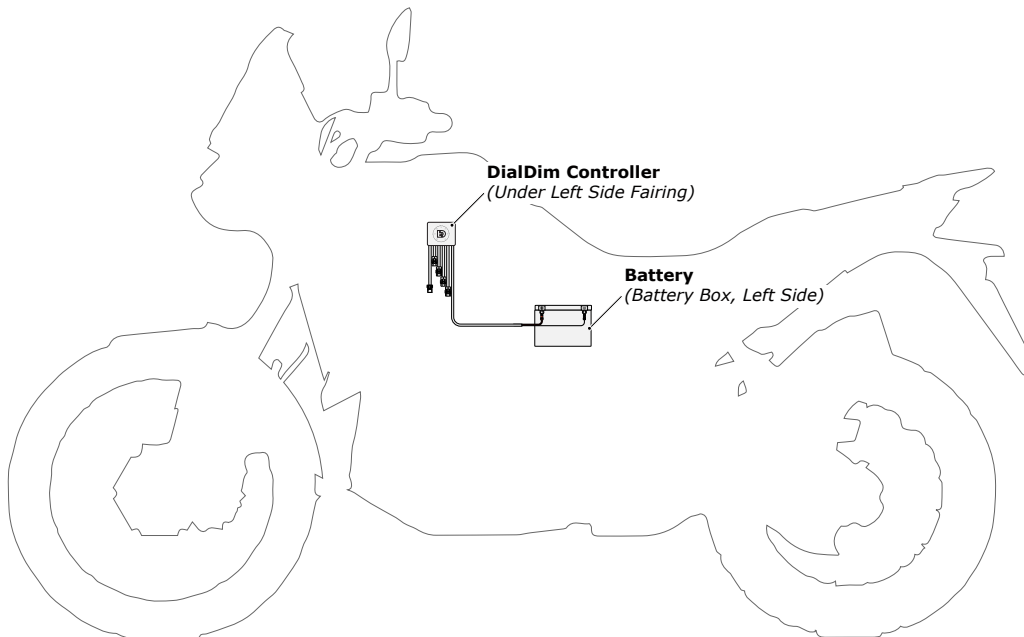 DialDim Controller
(Under Left Side Fairing)
Battery
(Battery Box, Left Side)